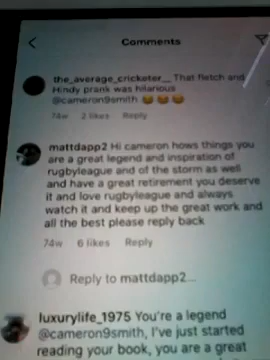 Comments
the_average_cricketer__ That fletch and
Hindy prank was hilarious
@cameron9smith 😂 😂 😂
74w 2 likes Reply
mattdapp2 Hi cameron hows things you
are a great legend and inspiration of
rugbyleague and of the storm as well
and have a great retirement you deserve
it and love rugbyleague and always
watch it and keep up the great work and
all the best please reply back
74w 6 likes Reply
Reply to mattdapp2...
luxurylife_1975 You're a legend
@cameron9smith, I've just started
reading your book, you are a great